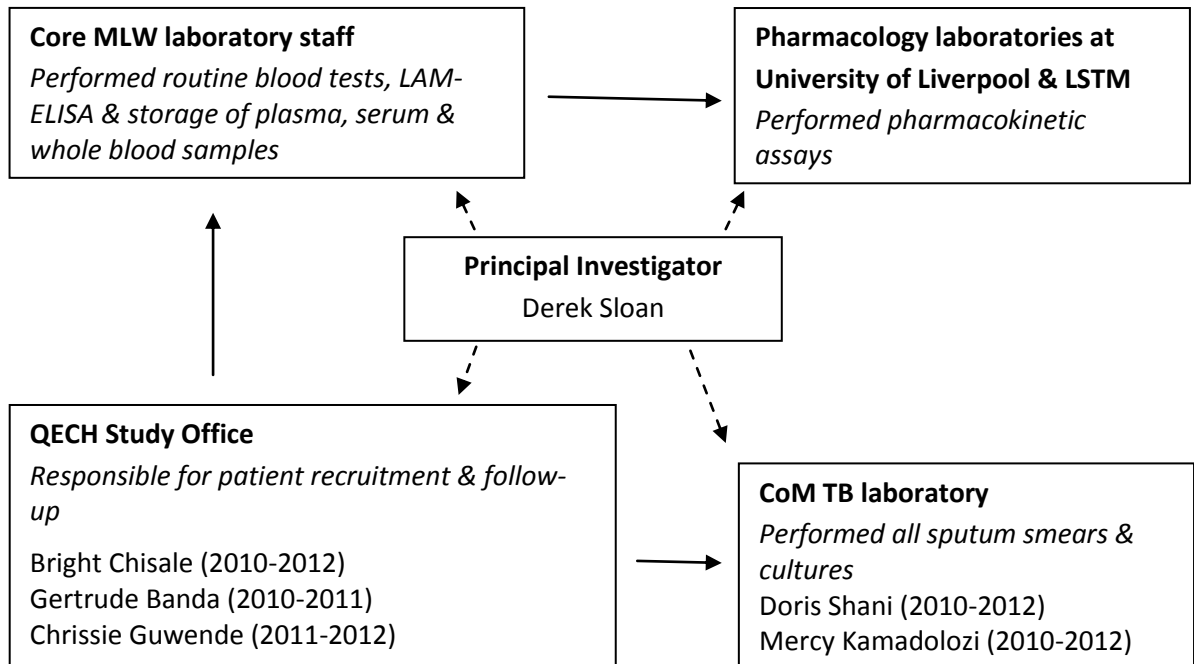 Core MLW laboratory staff
Performed routine blood tests, LAM-
ELISA & storage of plasma, serum &
whole blood samples
Pharmacology laboratories at
University of Liverpool & LSTM
Performed pharmacokinetic
assays
Principal Investigator
Derek Sloan
QECH Study Office
Responsible for patient recruitment & follow-
up
Bright Chisale (2010-2012)
Gertrude Banda (2010-2011)
Chrissie Guwende (2011-2012)
CoM TB laboratory
Performed all sputum smears &
cultures
Doris Shani (2010-2012)
Mercy Kamadolozi (2010-2012)